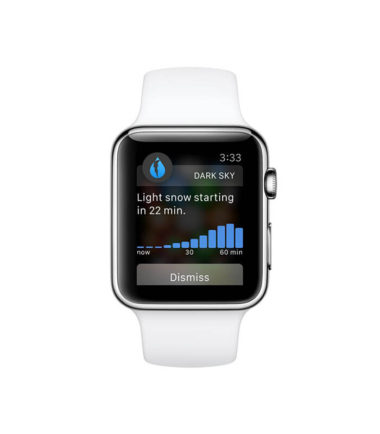 3:33
DARK SKY
Light snow starting
in 22 min.
now 30 60 min
Dismiss